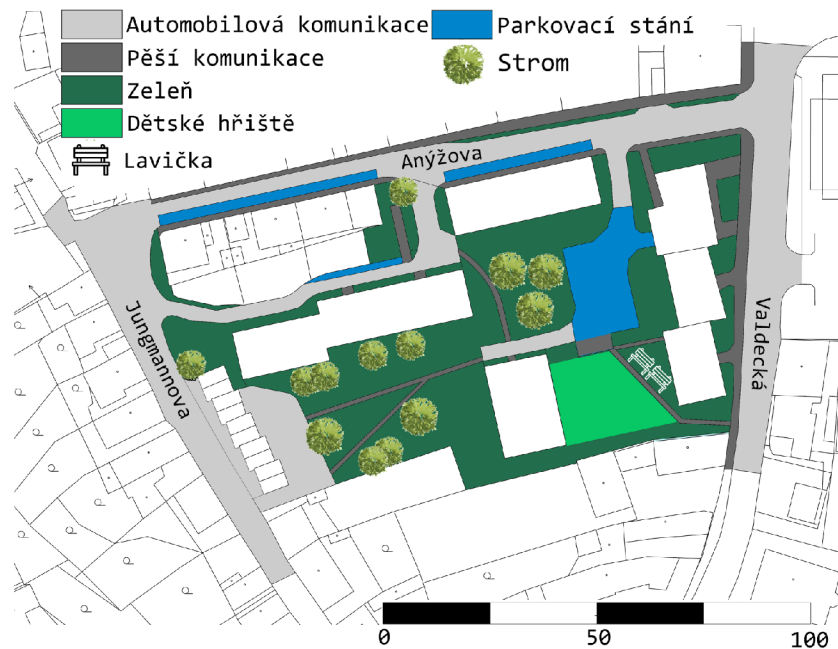 Automobilová komunikace
Parkovací stání
Pěší komunikace
Strom
Zeleň
Dětské hřiště
Lavička
Anýžova
Jungmannova
Valdecká
0
50
100